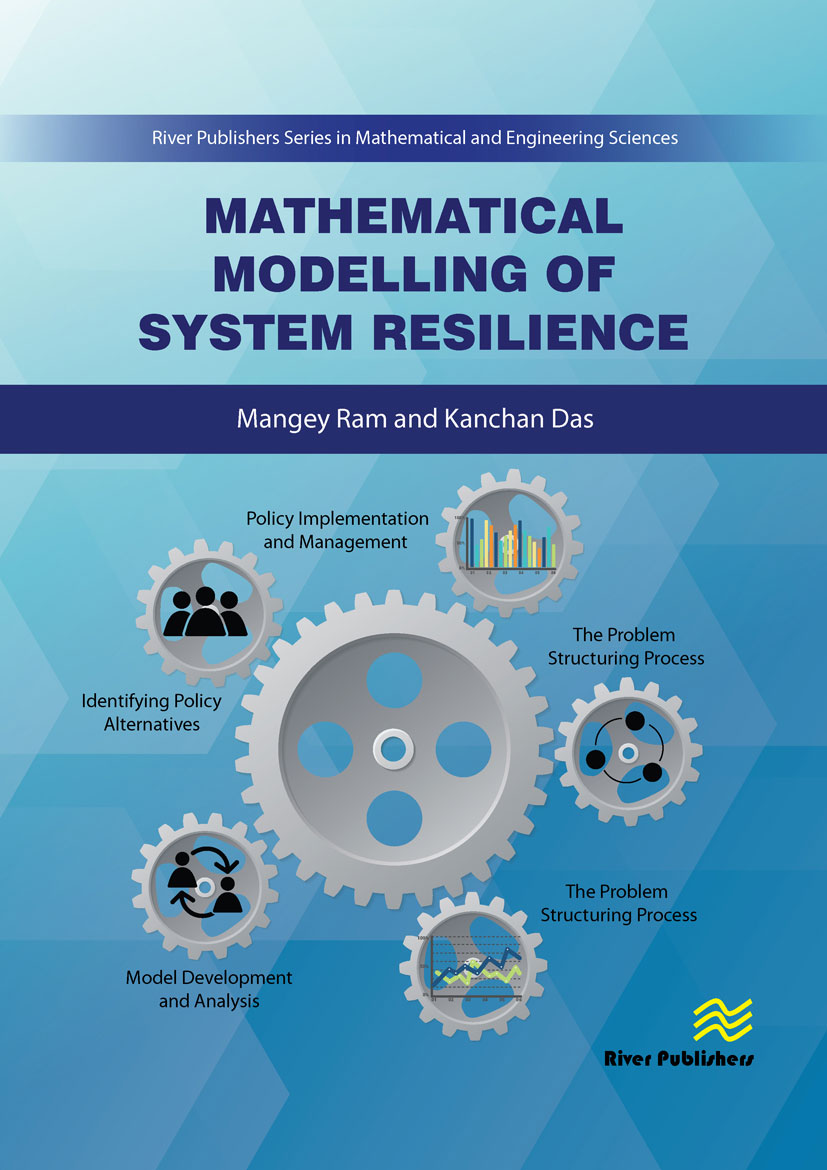 River Publishers Series in Mathematical and Engineering Sciences
MATHEMATICAL
MODELLING OF
SYSTEM RESILIENCE
Mangey Ram and Kanchan Das
Policy Implementation
and Management
The Problem
Structuring Process
Identifying Policy
Alternatives
The Problem
Structuring Process
Model Development
and Analysis
River Publishers